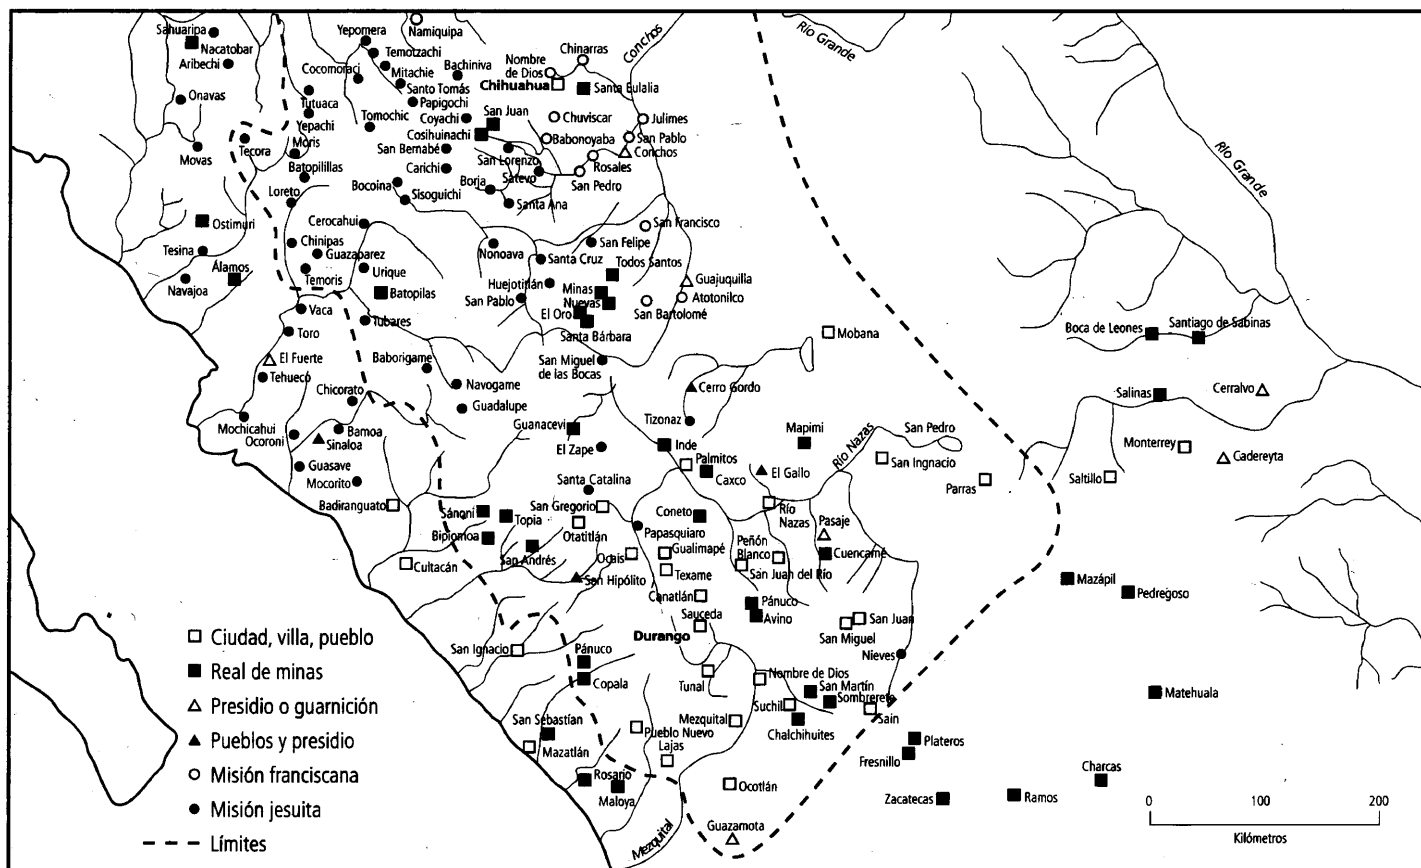 Sahuaripa
Nacatobar
Aribechi
Onavas
Movas
Tecora
Yepomera
Namiquipa
Temotzachi
Cocomoraci
Mitachic
Bachiniva
Santo Tomás
Papigochi
Tutuaca
Yepachi
Tomochic
Coyachi
San Juan
Cosihuinachi
Moris
San Bernabé
Batopilillas
Carichi
San Lorenzo
Loreto
Bocoina
Sisoguichi
Borja
Satevo
Santa Ana
Nombre
de Dios
Chinarras
Chihuahua
Santa Eulalia
Chuviscar
Julimes
Babonoyaba
San Pablo
Conchos
Rosales
San Pedro
Conchos
Río Grande
Río Grande
Ostimuri
Tesina
Álamos
Navajoa
Cerocahui
Chinipas
Guazaparez
Temoris
Urique
Batopilas
Nonoava
San Francisco
San Felipe
Santa Cruz
Todos Santos
Huejotitlán
Minas
Nuevas
Guajuquilla
Atotonilco
San Pablo
El Oro
San Bartolomé
Santa Bárbara
Vaca
Toro
Tubares
El Fuerte
Tehueco
Baborigame
San Miguel
de las Bocas
Mobana
Boca de Leones
Santiago de Sabinas
Chicorato
Navogame
Guadalupe
Cerro Gordo
Salinas
Cerralvo
Mochicahui
Ocoroni
Bamoa
Sinaloa
Guanacevi
Tizonaz
Mapimi
San Pedro
Monterrey
Cadereyta
El Zape
Inde
Palmitos
Caxco
El Gallo
Río Nazas
San Ingnacio
Parras
Saltillo
Guasave
Mocorito
Santa Catalina
Badiranguato
Sánoni
Topia
San Gregorio
Otatitlán
Coneto
Papasquiaro
Río
Nazas
Pasaje
Bipiomoa
San Andrés
Ocais
Gualimapé
Peñón
Blanco
Cuencamé
Cultacán
San Hipólito
Texame
San Juan del Río
Mazápil
Pedregoso
Canatlán
Pánuco
Avino
Sauceda
Durango
San Juan
San Miguel
Nieves
San Ignacio
Pánuco
Copala
Tunal
Nombre de Dios
San Martín
Sombrerete
Suchil
Sain
Matehuala
San Sebastían
Mazatlán
Pueblo Nuevo
Lajas
Mezquital
Chalchihuites
Plateros
Fresnillo
Rosario
Maloya
Ocotlán
Zacatecas
Ramos
Charcas
Guazamota
Mezquital
Ciudad, villa, pueblo
Real de minas
Presidio o guarnición
Pueblos y presidio
Misión franciscana
Misión jesuita
Límites
0 100 200
Kilómetros